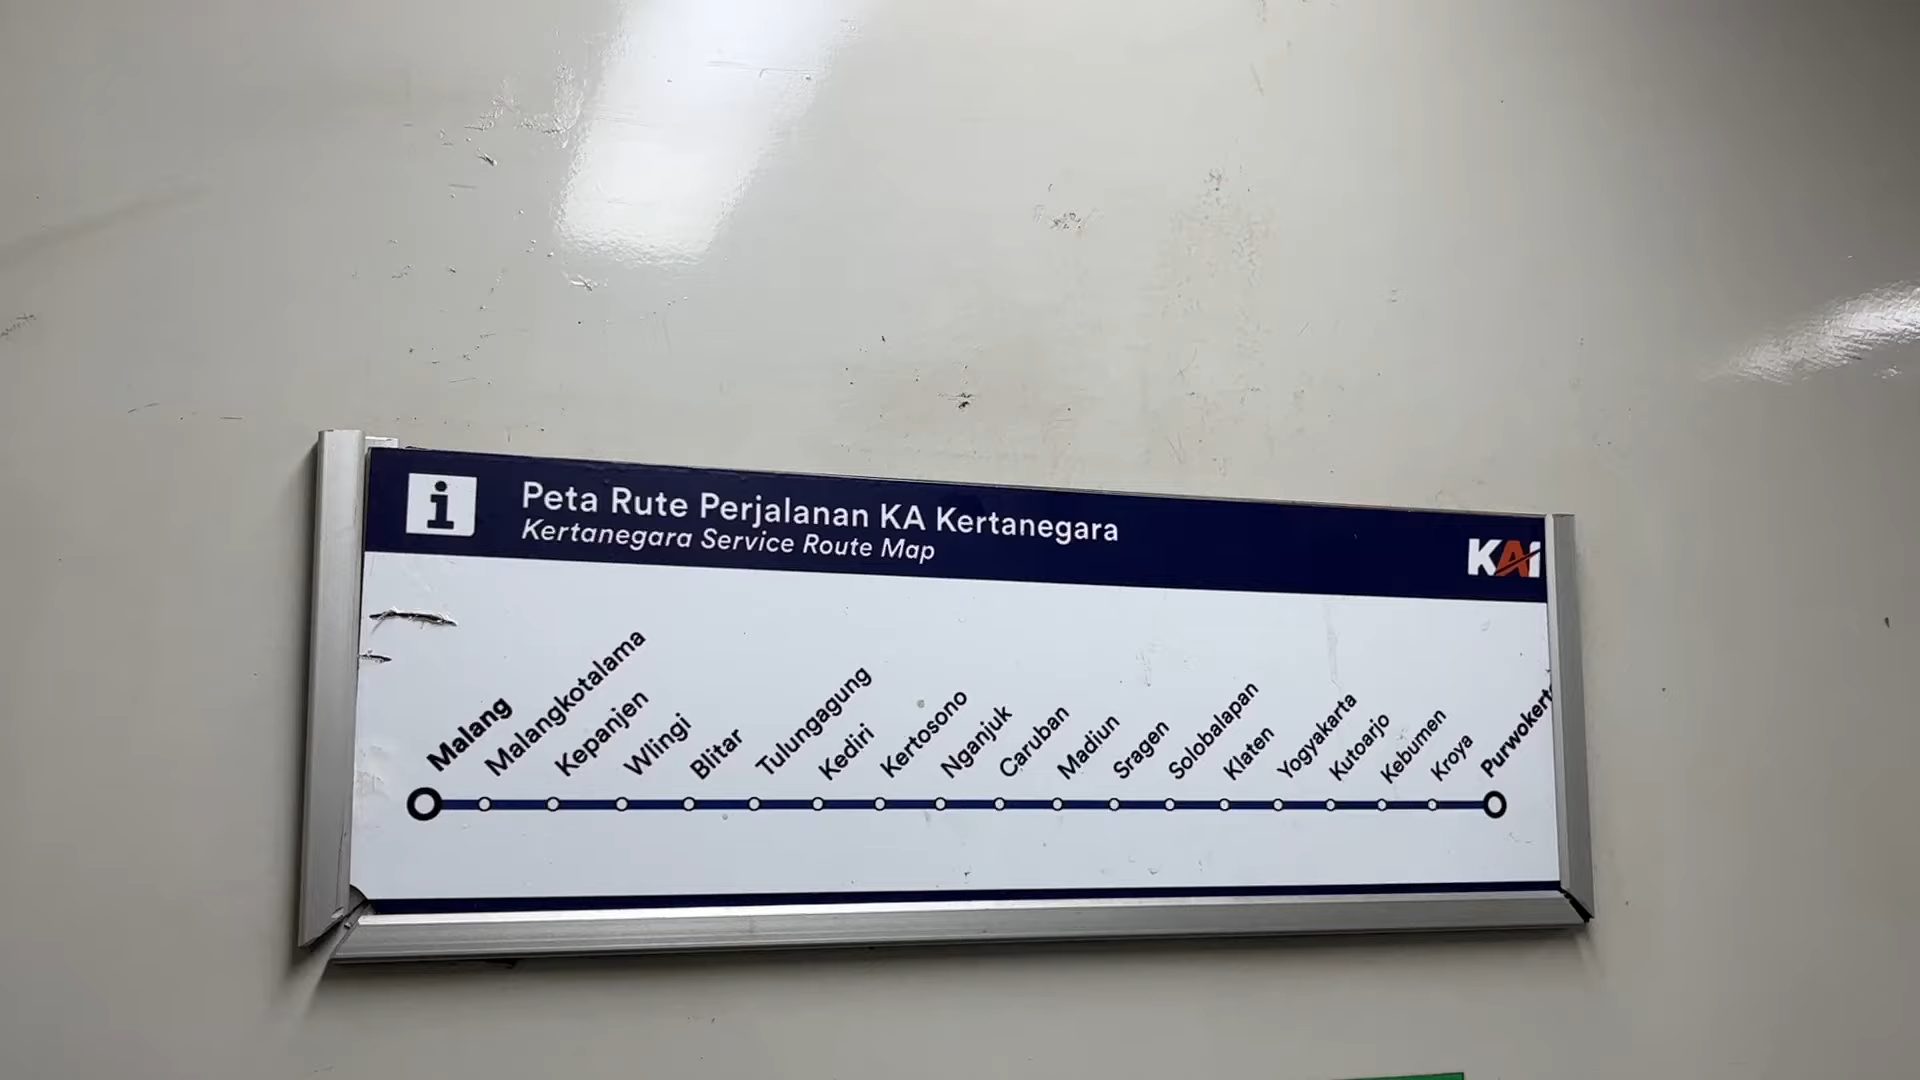 i
Peta Rute Perjalanan KA Kertanegara
Kertanegara Service Route Map
KAI
Malang
Malangkotalama
Kepanjen
Wlingi
Blitar
Tulungagung
Kediri
Kertosono
Nganjuk
Caruban
Madiun
Sragen
Solobalapan
Klaten
Yogyakarta
Kutoarjo
Kebumen
Kroya
Purwokert